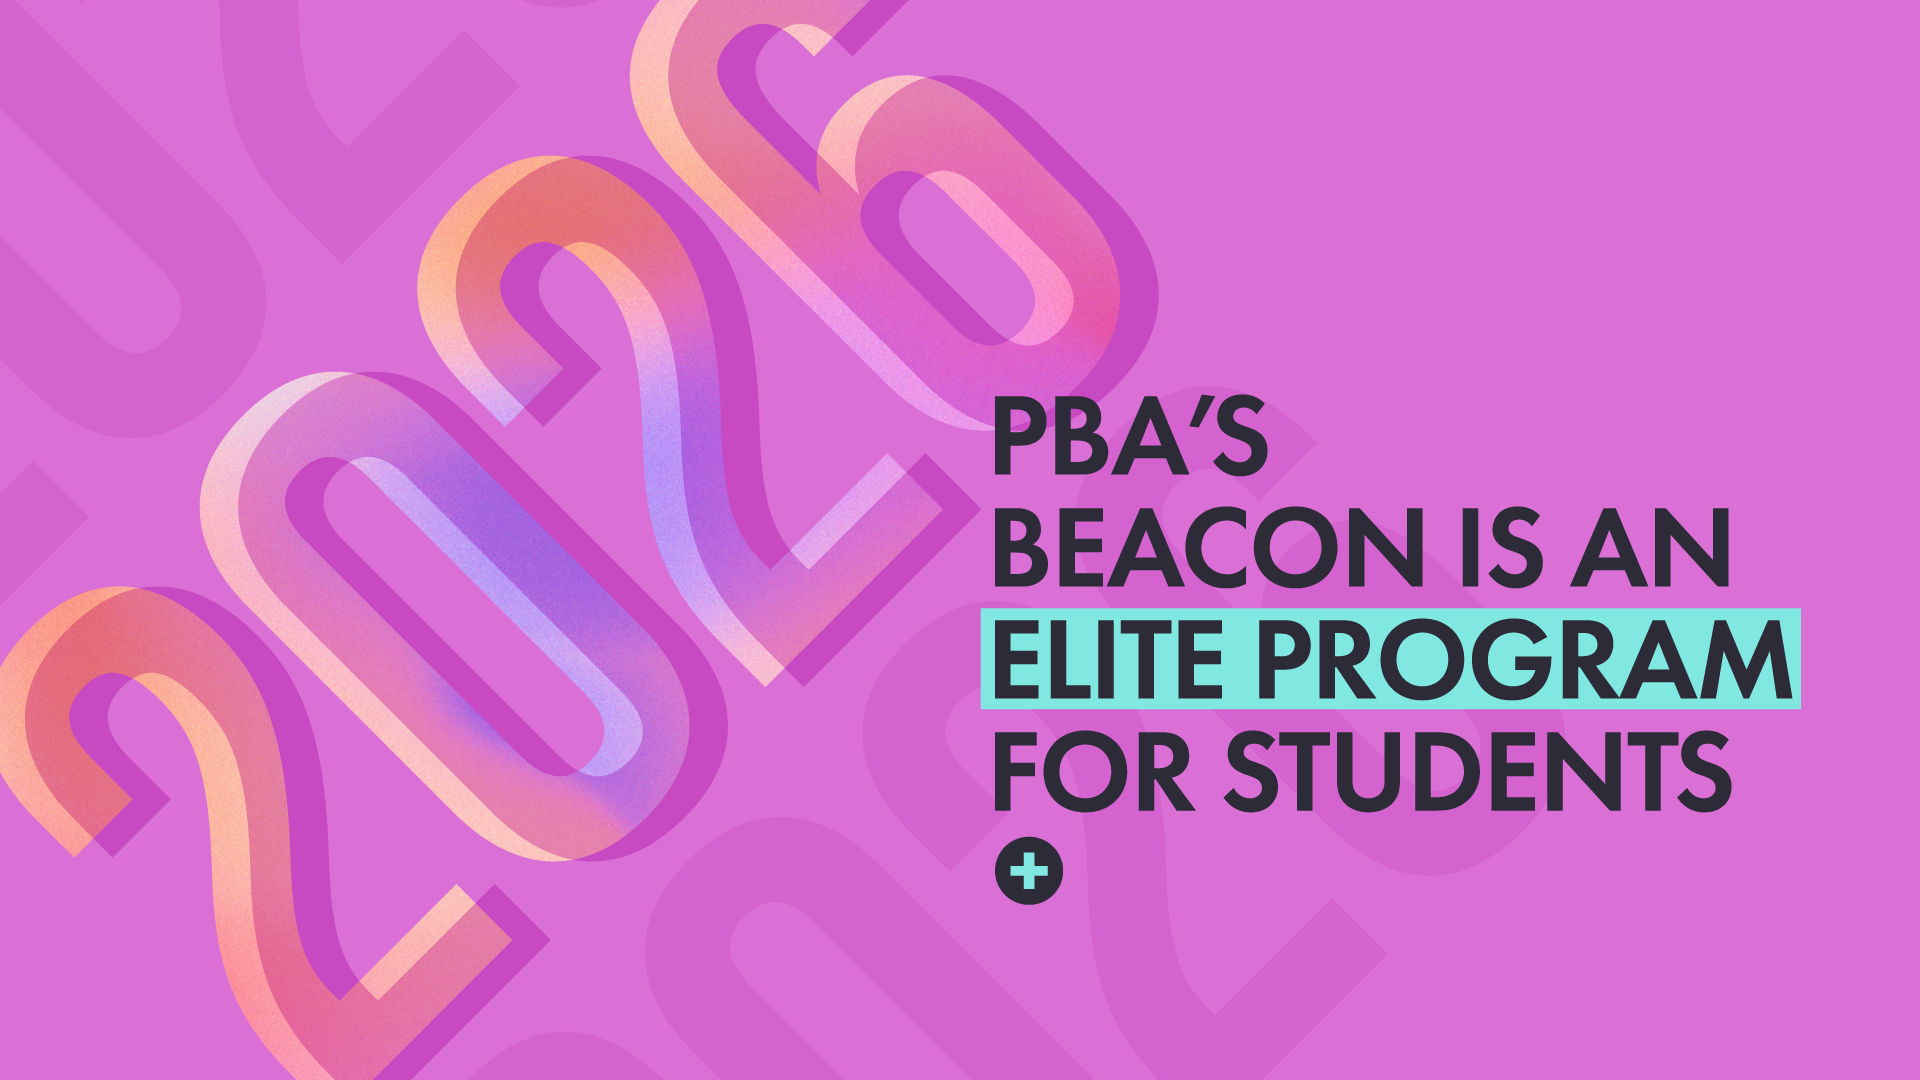 2026
PBA’S
BEACON IS AN
ELITE PROGRAM
FOR STUDENTS